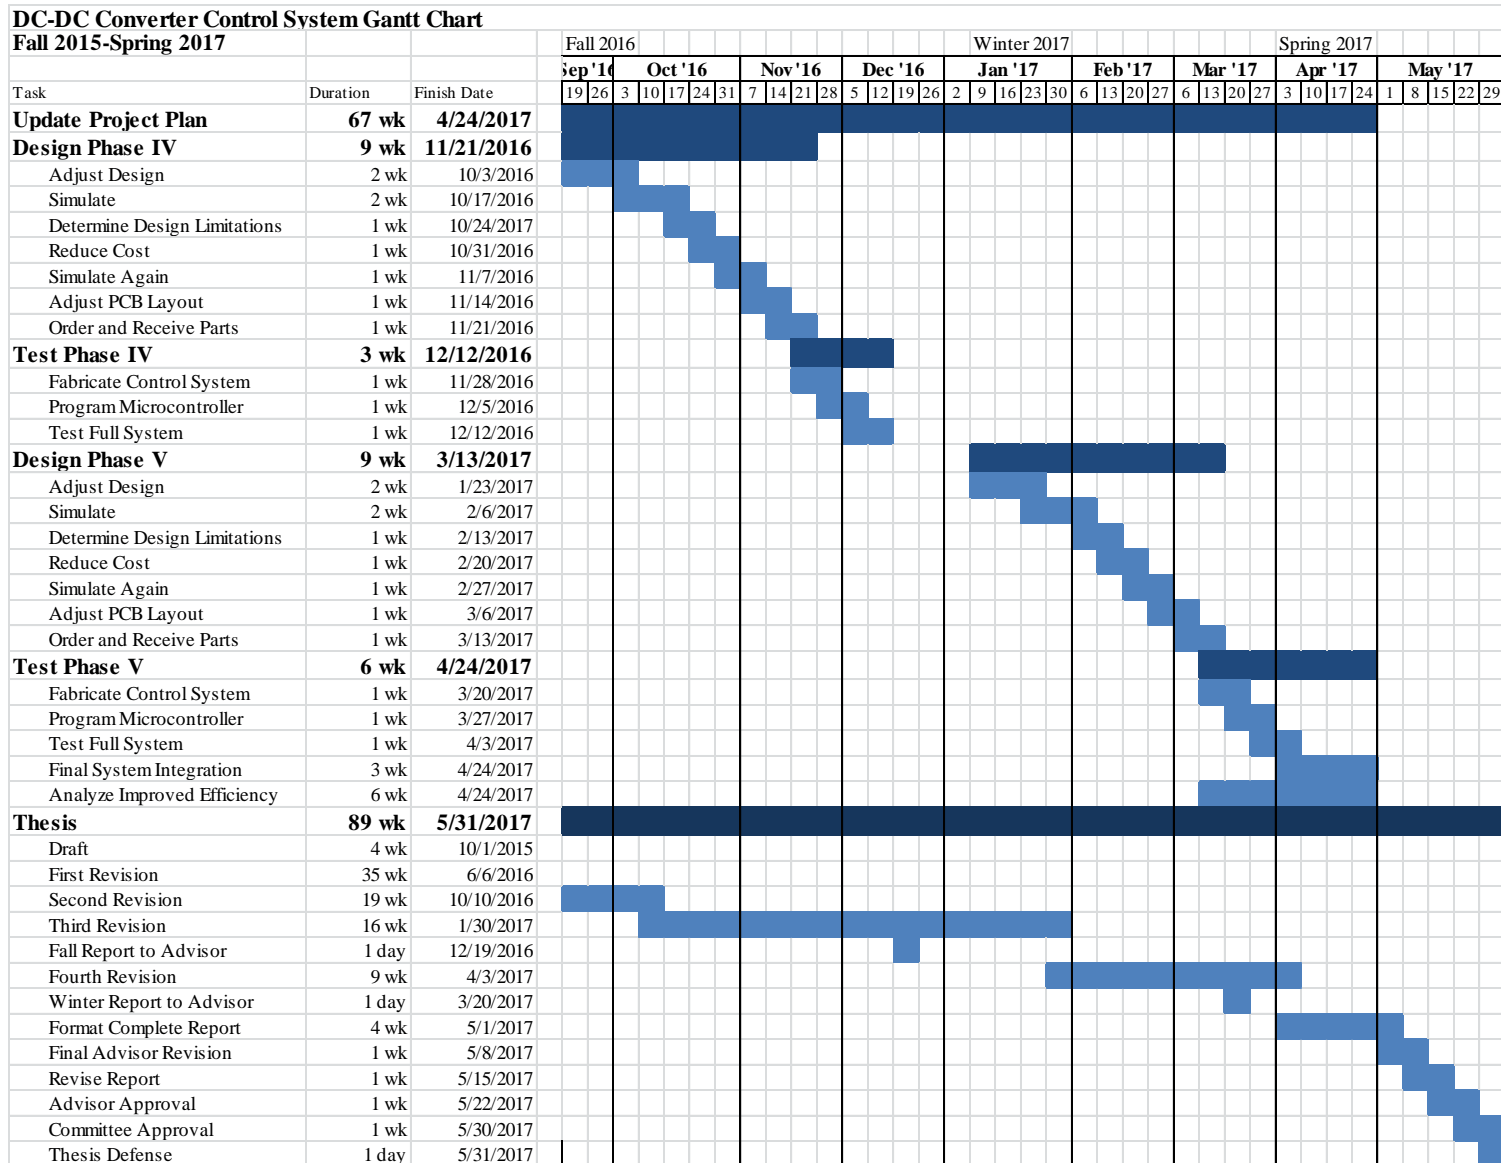 DC-DC Converter Control System Gantt Chart
Fall 2015-Spring 2017 Fall 2016 Winter 2017 Spring 2017
Sep '16 Oct '16 Nov '16 Dec '16 Jan '17 Feb '17 Mar '17 Apr '17 May '17
Task Duration Finish Date 19 26 3 10 17 24 31 7 14 21 28 5 12 19 26 2 9 16 23 30 6 13 20 27 6 13 20 27 3 10 17 24 1 8 15 22 29
Update Project Plan 67 wk 4/24/2017
Design Phase IV 9 wk 11/21/2016
Adjust Design 2 wk 10/3/2016
Simulate 2 wk 10/17/2016
Determine Design Limitations 1 wk 10/24/2017
Reduce Cost 1 wk 10/31/2016
Simulate Again 1 wk 11/7/2016
Adjust PCB Layout 1 wk 11/14/2016
Order and Receive Parts 1 wk 11/21/2016
Test Phase IV 3 wk 12/12/2016
Fabricate Control System 1 wk 11/28/2016
Program Microcontroller 1 wk 12/5/2016
Test Full System 1 wk 12/12/2016
Design Phase V 9 wk 3/13/2017
Adjust Design 2 wk 1/23/2017
Simulate 2 wk 2/6/2017
Determine Design Limitations 1 wk 2/13/2017
Reduce Cost 1 wk 2/20/2017
Simulate Again 1 wk 2/27/2017
Adjust PCB Layout 1 wk 3/6/2017
Order and Receive Parts 1 wk 3/13/2017
Test Phase V 6 wk 4/24/2017
Fabricate Control System 1 wk 3/20/2017
Program Microcontroller 1 wk 3/27/2017
Test Full System 1 wk 4/3/2017
Final System Integration 3 wk 4/24/2017
Analyze Improved Efficiency 6 wk 4/24/2017
Thesis 89 wk 5/31/2017
Draft 4 wk 10/1/2015
First Revision 35 wk 6/6/2016
Second Revision 19 wk 10/10/2016
Third Revision 16 wk 1/30/2017
Fall Report to Advisor 1 day 12/19/2016
Fourth Revision 9 wk 4/3/2017
Winter Report to Advisor 1 day 3/20/2017
Format Complete Report 4 wk 5/1/2017
Final Advisor Revision 1 wk 5/8/2017
Revise Report 1 wk 5/15/2017
Advisor Approval 1 wk 5/22/2017
Committee Approval 1 wk 5/30/2017
Thesis Defense 1 day 5/31/2017